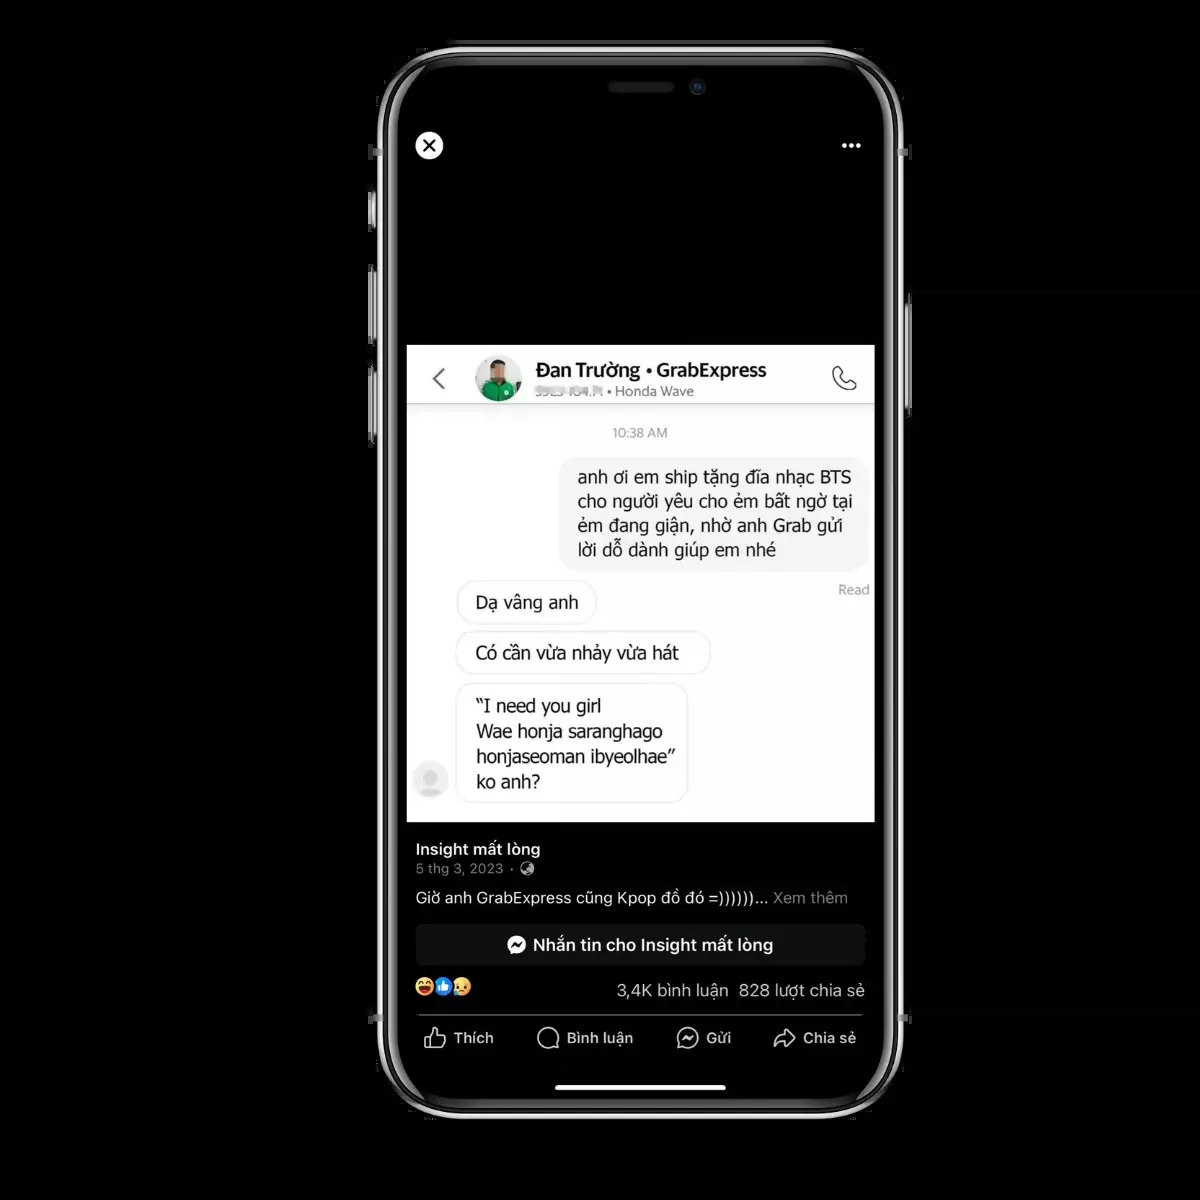 Đan Trường • GrabExpress
• Honda Wave
10:38 AM
anh ơi em ship tặng đĩa nhạc BTS
cho người yêu cho ẻm bất ngờ tại
ẻm đang giận, nhờ anh Grab gửi
lời dỗ dành giúp em nhé
Read
Dạ vâng anh
Có cần vừa nhảy vừa hát
“I need you girl
Wae honja saranghago
honjaseoman ibyeolhae”
ko anh?
Insight mất lòng
5 thg 3, 2023 ·
Giờ anh GrabExpress cũng Kpop đồ đó =))))))... Xem thêm
Nhắn tin cho Insight mất lòng
3,4K bình luận 828 lượt chia sẻ
Thích Bình luận Gửi Chia sẻ